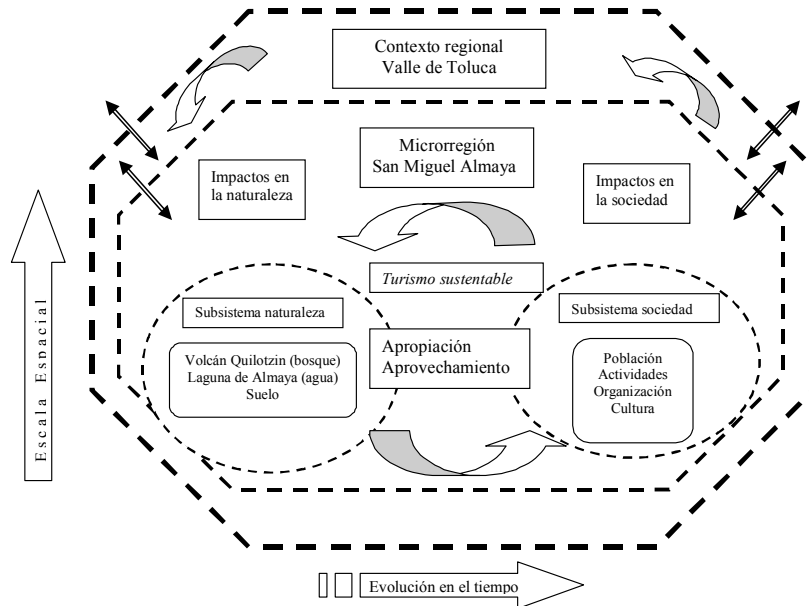 Contexto regional
Valle de Toluca
Microrregión
San Miguel Almaya
Impactos en
la naturaleza
Impactos en
la sociedad
Turismo sustentable
Subsistema naturaleza
Subsistema sociedad
Volcán Quilotzin (bosque)
Laguna de Almaya (agua)
Suelo
Apropiación
Aprovechamiento
Población
Actividades
Organización
Cultura
Escala Espacial
Evolución en el tiempo